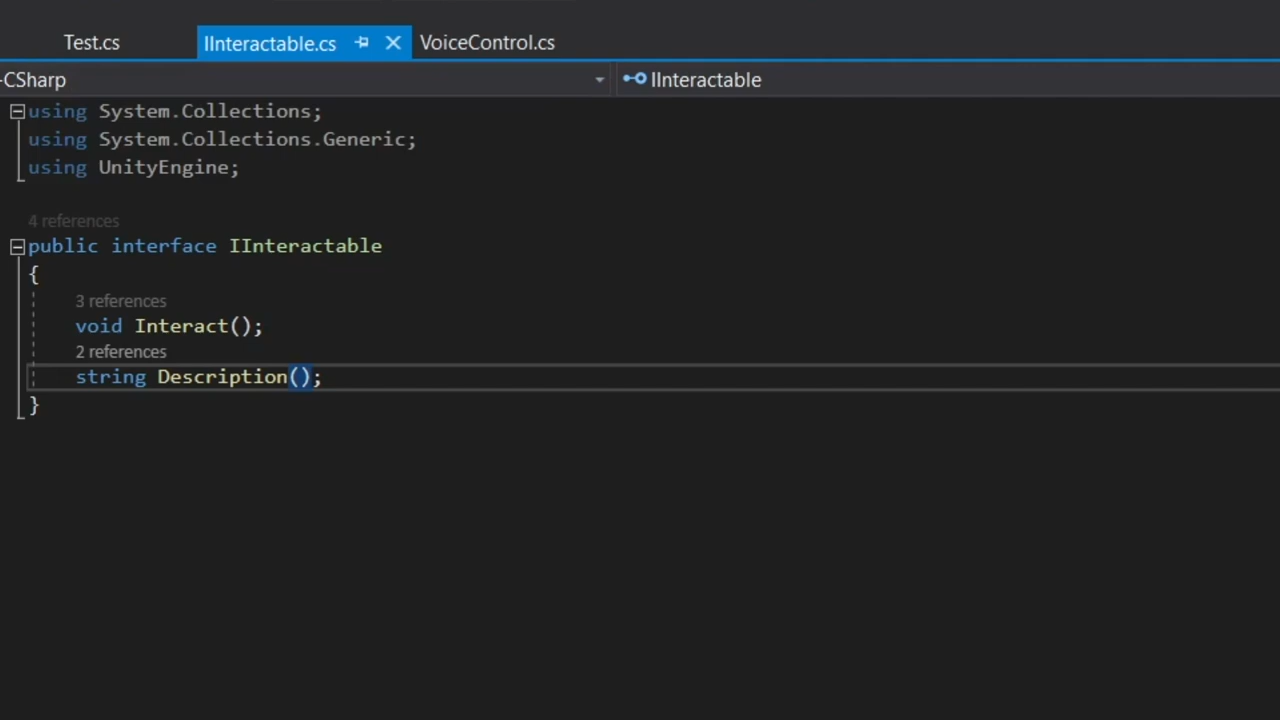 Test.cs IInteractable.cs VoiceControl.cs
-CSharp IInteractable
using System.Collections;
using System.Collections.Generic;
using UnityEngine;
4 references
public interface IInteractable
{
3 references
void Interact();
2 references
string Description();
}